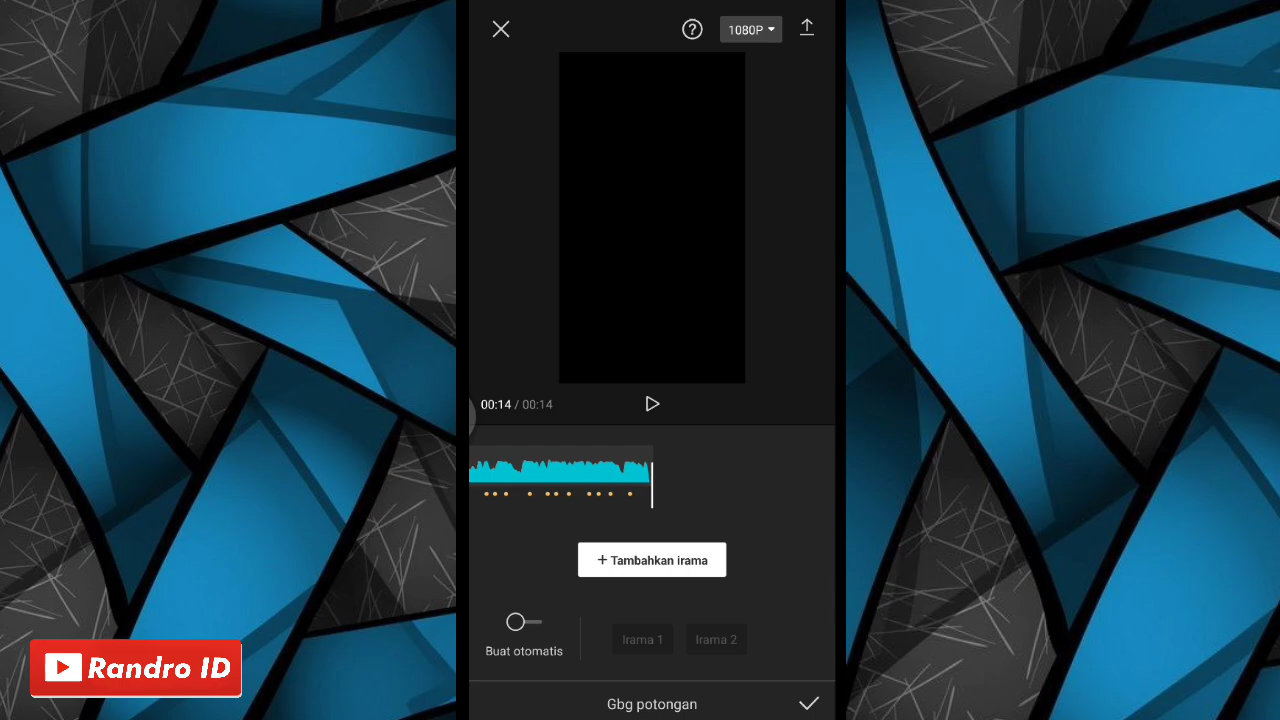 1080P
00:14 / 00:14
+ Tambahkan irama
Buat otomatis
Irama 1
Irama 2
Gbg potongan
Randro ID